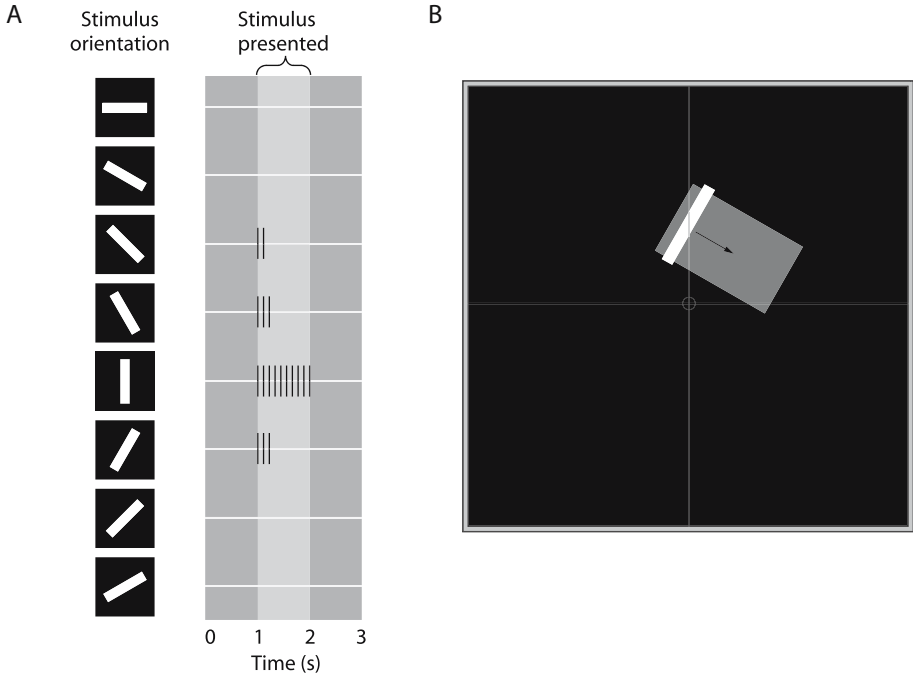 A
Stimulus
orientation
Stimulus
presented
0 1 2 3
Time (s)
B